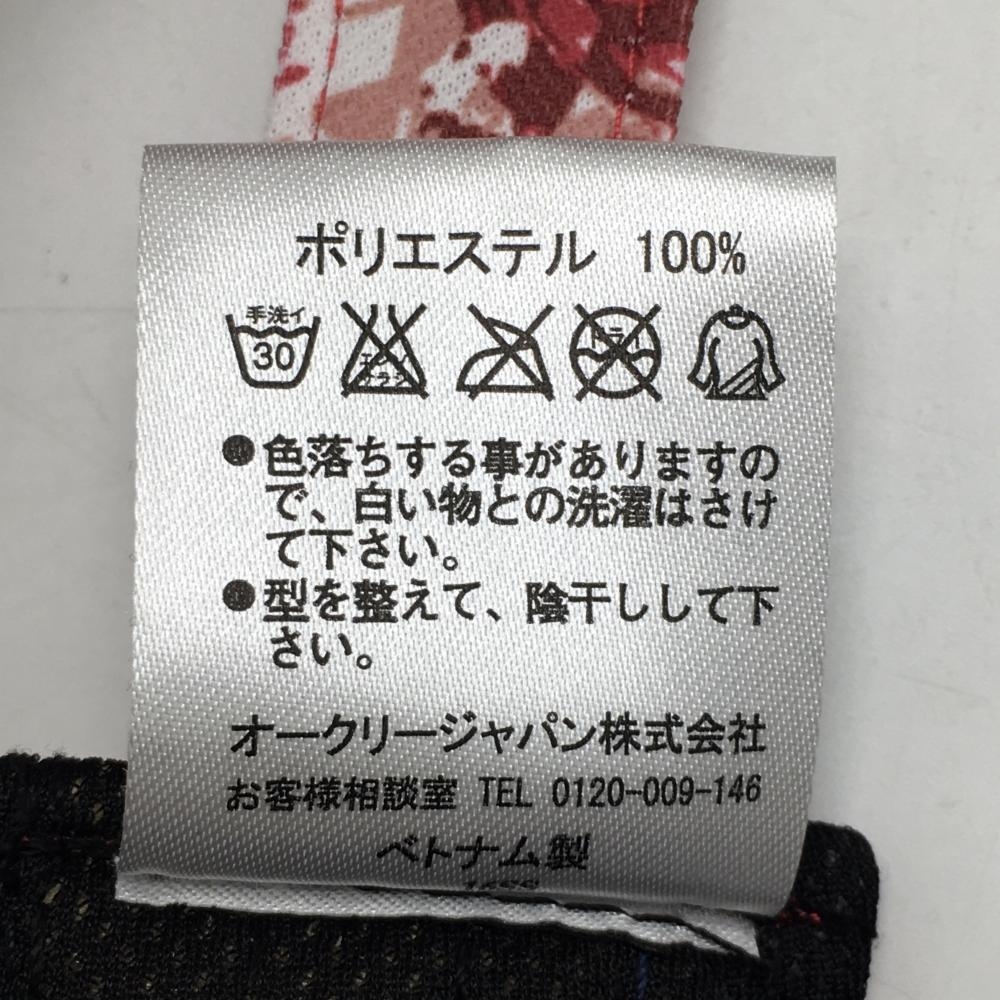 ポリエステル 100%
手洗イ
30
エンソ
サラシ
ドライ
●色落ちする事がありますの
で、白い物との洗濯はさけ
て下さい。
●型を整えて、陰干しして下
さい。
オークリージャパン株式会社
お客様相談室 TEL 0120-009-146
ベトナム製